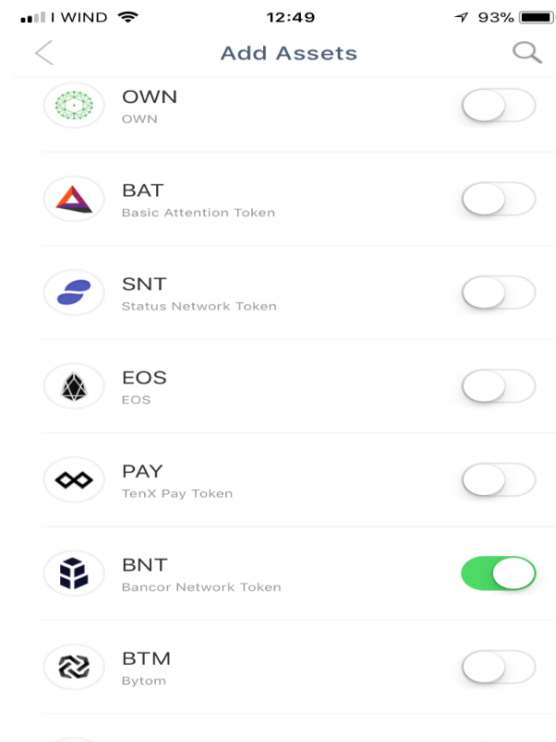 I WIND 12:49 93%
Add Assets
OWN
OWN
BAT
Basic Attention Token
SNT
Status Network Token
EOS
EOS
PAY
TenX Pay Token
BNT
Bancor Network Token
BTM
Bytom